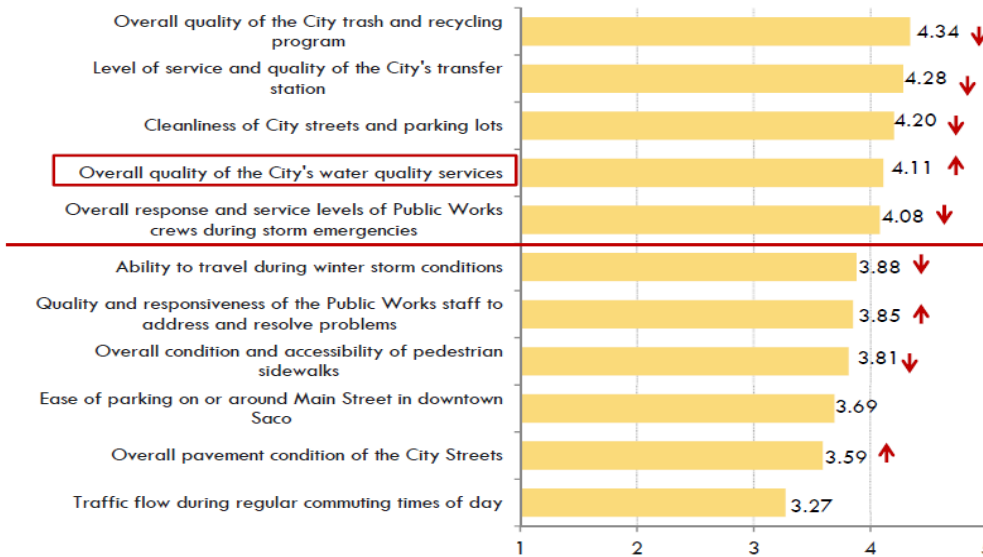 Overall quality of the City trash and recycling
program
4.34
Level of service and quality of the City's transfer
station
4.28
Cleanliness of City streets and parking lots
4.20
Overall quality of the City's water quality services
4.11
Overall response and service levels of Public Works
crews during storm emergencies
4.08
Ability to travel during winter storm conditions
3.88
Quality and responsiveness of the Public Works staff to
address and resolve problems
3.85
Overall condition and accessibility of pedestrian
sidewalks
3.81
Ease of parking on or around Main Street in downtown
Saco
3.69
Overall pavement condition of the City Streets
3.59
Traffic flow during regular commuting times of day
3.27
1 2 3 4